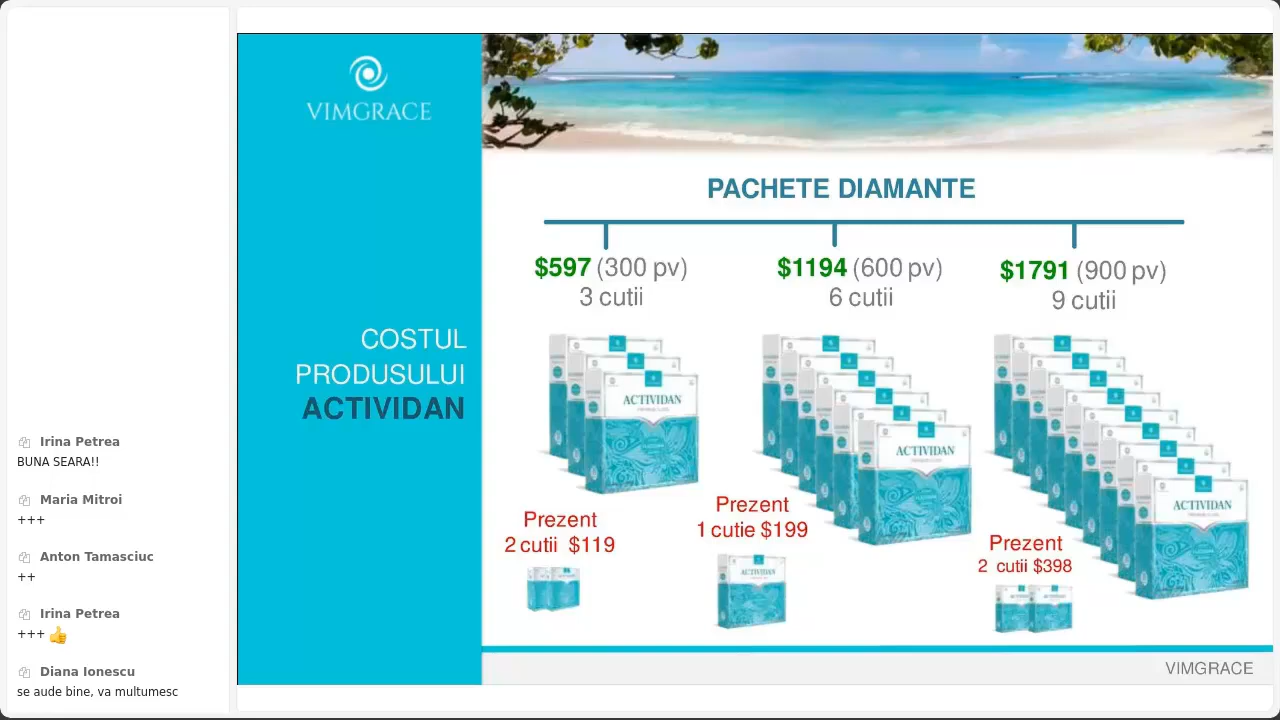 Irina Petrea
BUNA SEARA!!
Maria Mitroi
+++
Anton Tamasciuc
++
Irina Petrea
+++ 👍
Diana Ionescu
se aude bine, va multumesc
VIMGRACE
COSTUL
PRODUSULUI
ACTIVIDAN
PACHETE DIAMANTE
$597 (300 pv)
3 cutii
$1194 (600 pv)
6 cutii
$1791 (900 pv)
9 cutii
ACTIVIDAN
ACTIVIDAN
ACTIVIDAN
Prezent
2 cutii $119
Prezent
1 cutie $199
ACTIVIDAN
Prezent
2 cutii $398
ACTIVIDAN
VIMGRACE